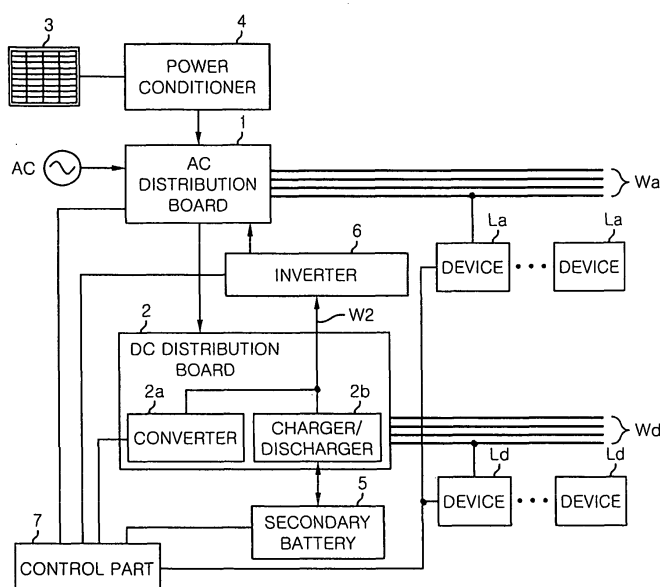 3
4
POWER
CONDITIONER
1
AC
AC
DISTRIBUTION
BOARD
Wa
La
La
DEVICE
DEVICE
6
INVERTER
2
W2
DC DISTRIBUTION
BOARD
2a
2b
CONVERTER
CHARGER/
DISCHARGER
Wd
Ld
Ld
DEVICE
DEVICE
5
SECONDARY
BATTERY
7
CONTROL PART